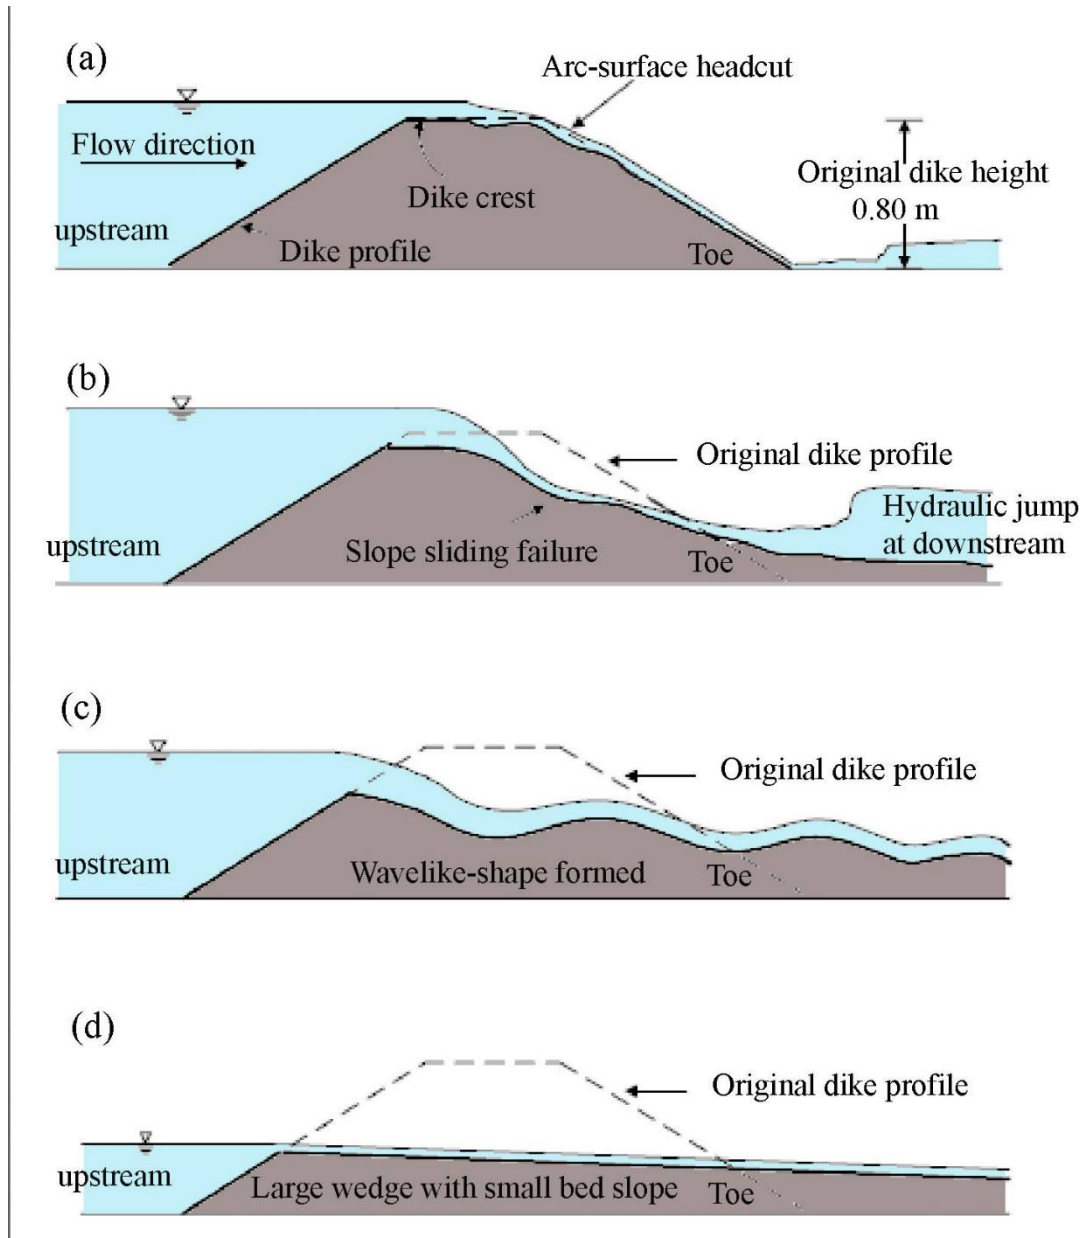 (a)
Arc-surface headcut
Flow direction
Original dike height
0.80 m
Dike crest
upstream
Dike profile
Toe
(b)
Original dike profile
Hydraulic jump
at downstream
upstream
Slope sliding failure
Toe
(c)
Original dike profile
upstream
Wavelike-shape formed
Toe
(d)
Original dike profile
upstream
Large wedge with small bed slope
Toe